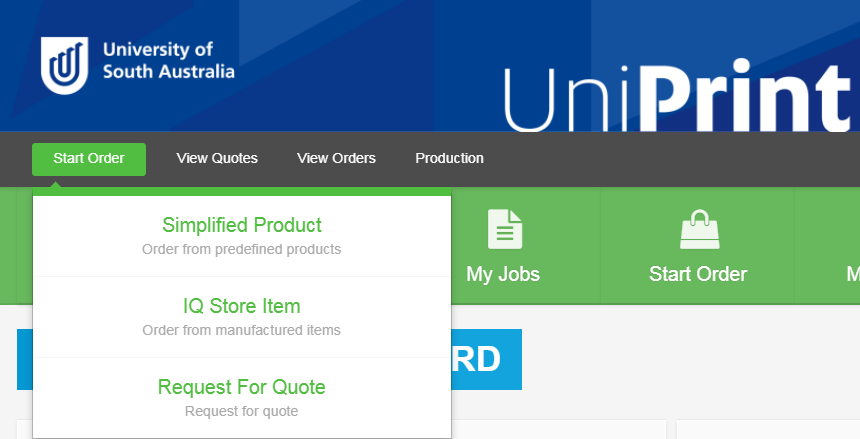 University of
South Australia
UniPrint
Start Order
View Quotes
View Orders
Production
Simplified Product
Order from predefined products
IQ Store Item
Order from manufactured items
Request For Quote
Request for quote
My Jobs
Start Order
M
RD